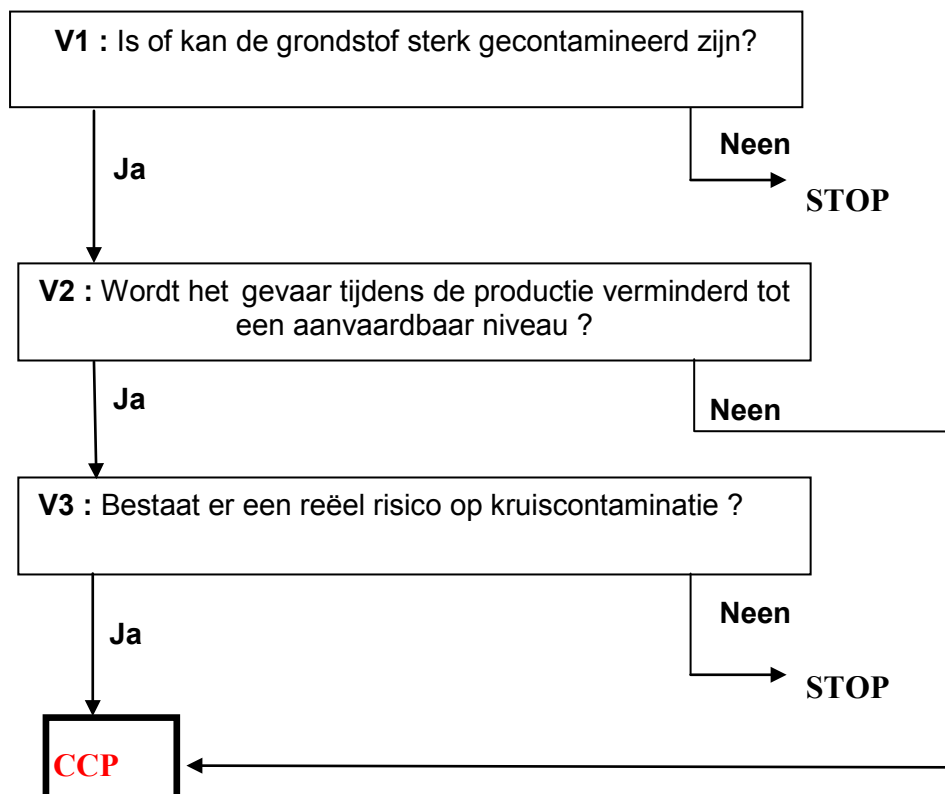 V1 : Is of kan de grondstof sterk gecontamineerd zijn?
Neen
Ja
STOP
V2 : Wordt het gevaar tijdens de productie verminderd tot
een aanvaardbaar niveau ?
Ja
Neen
V3 : Bestaat er een reëel risico op kruiscontaminatie ?
Neen
Ja
STOP
CCP